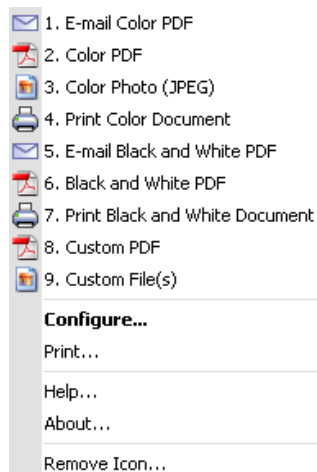 1. E-mail Color PDF
2. Color PDF
3. Color Photo (JPEG)
4. Print Color Document
5. E-mail Black and White PDF
6. Black and White PDF
7. Print Black and White Document
8. Custom PDF
9. Custom File(s)
Configure...
Print...
Help...
About...
Remove Icon...